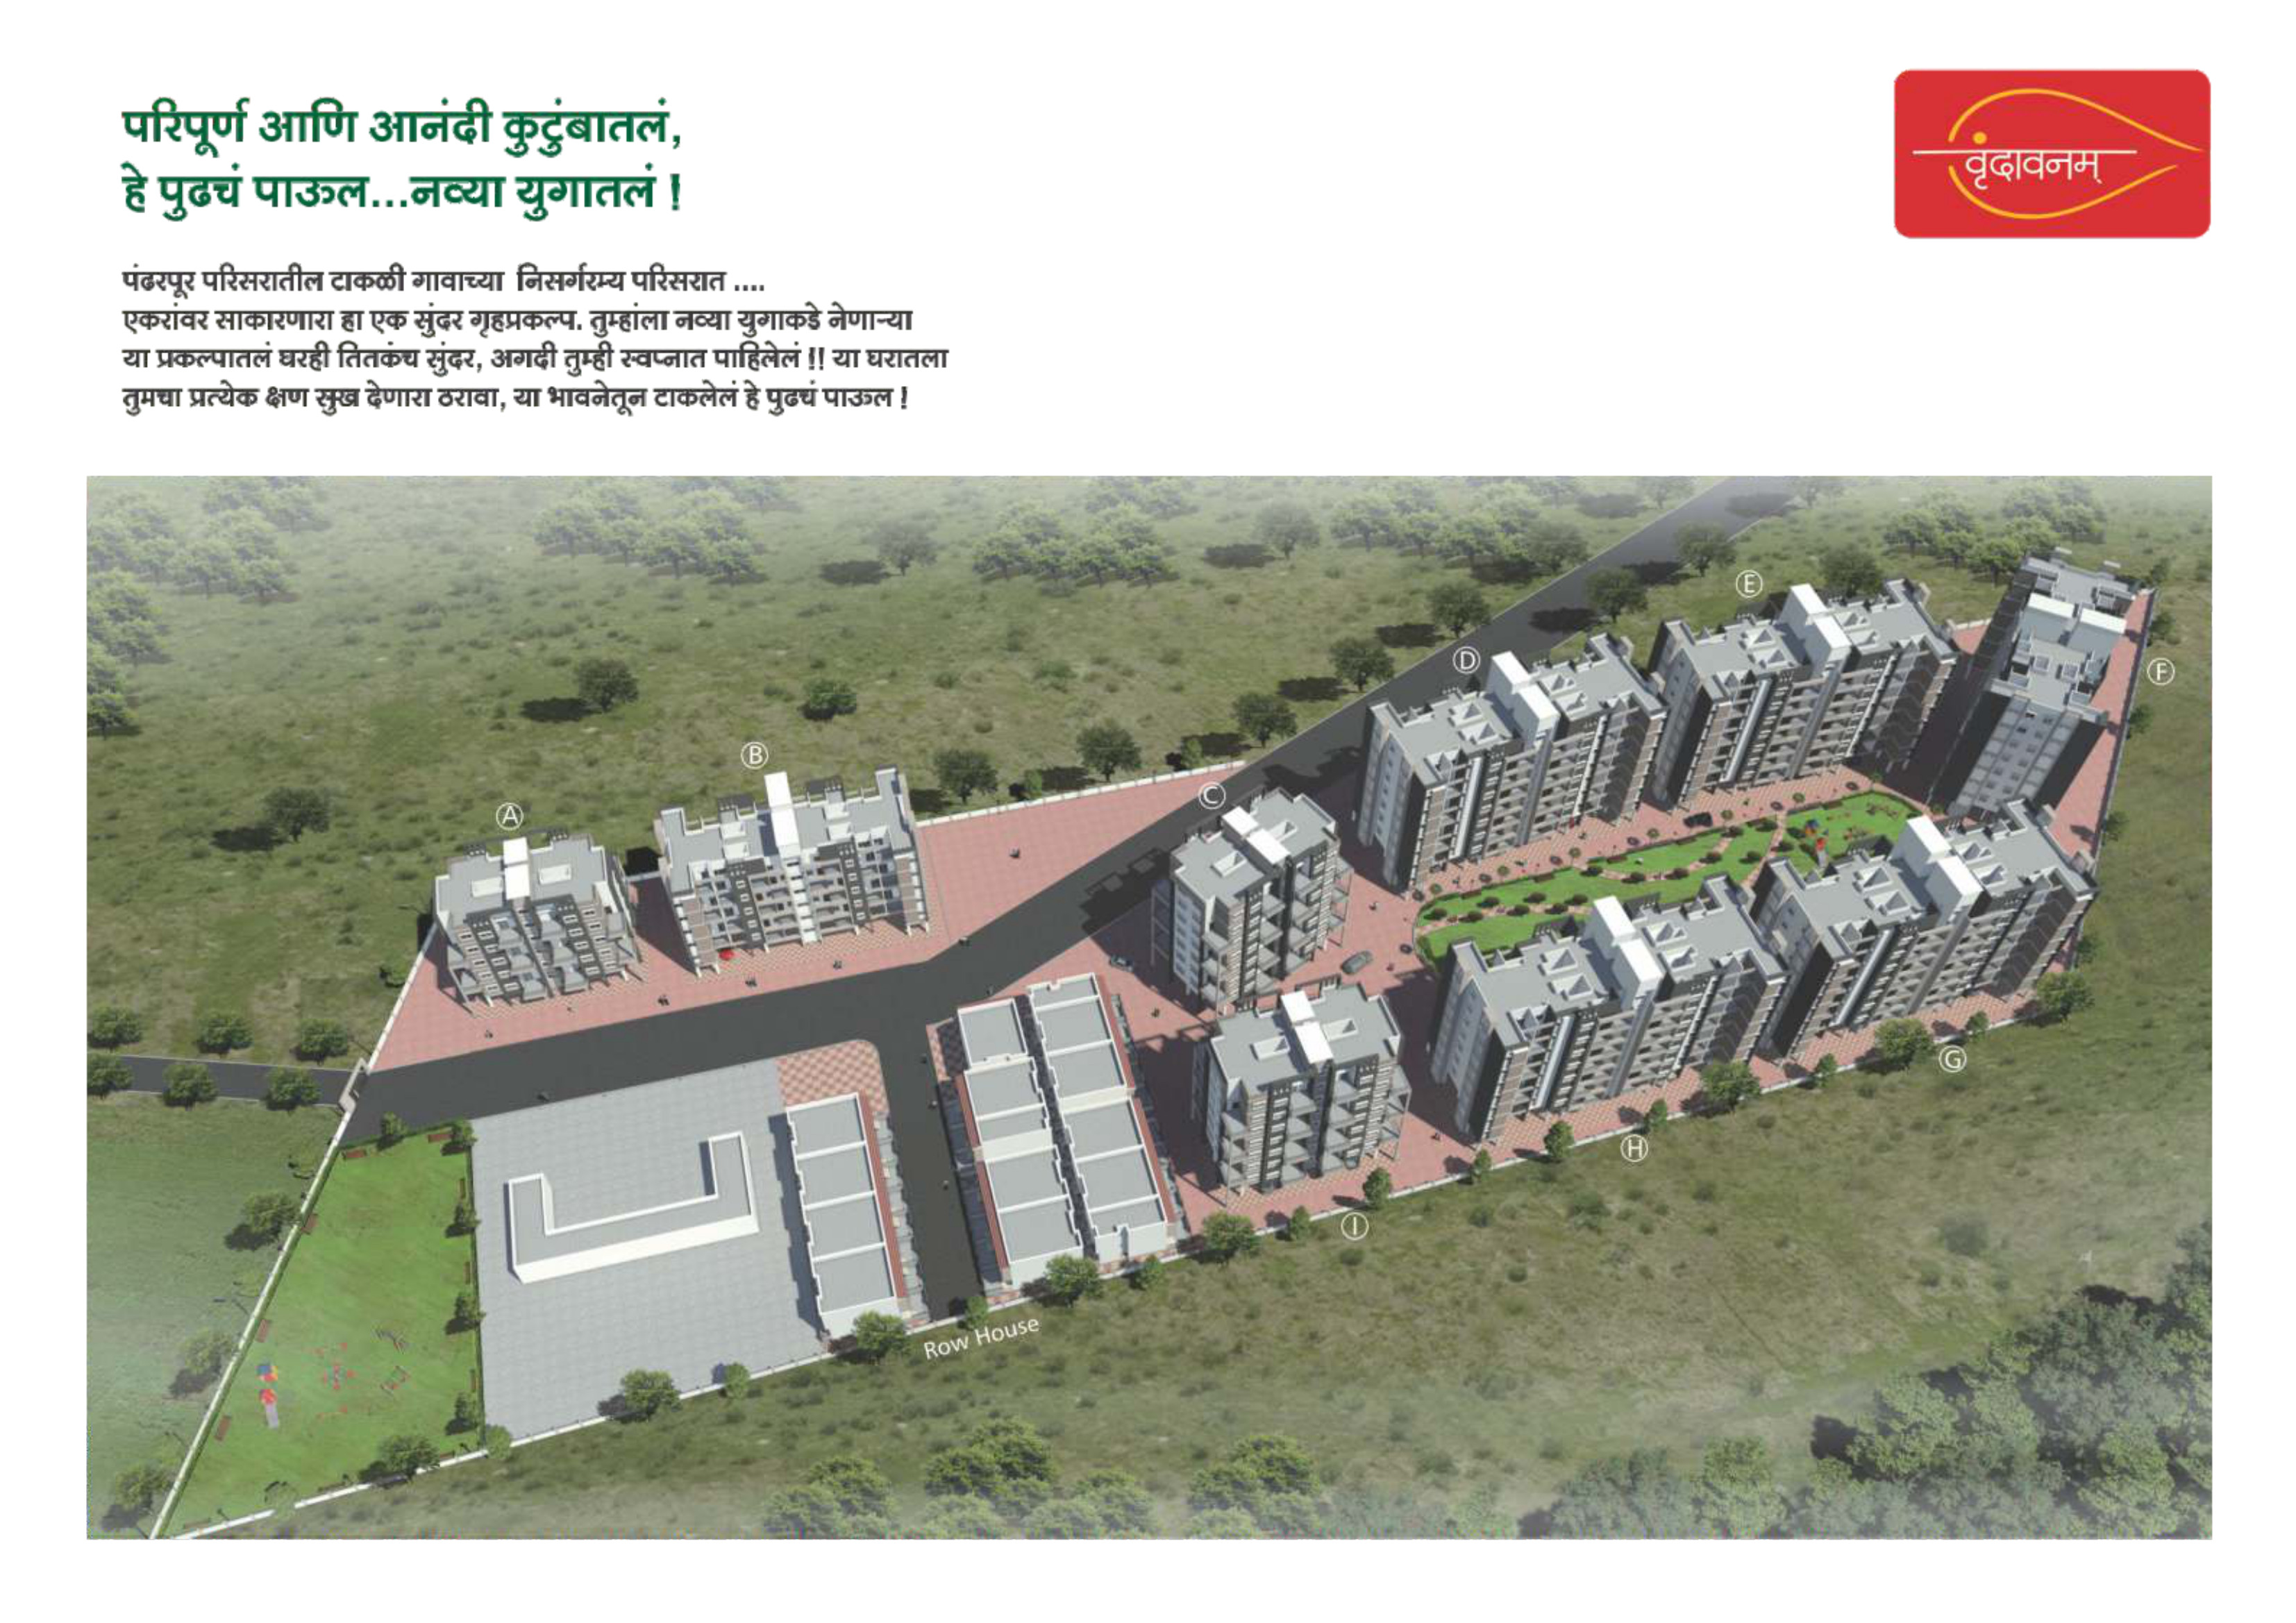 परिपूर्ण आणि आनंदी कुटुंबातलं,
हे पुढचं पाऊल...नव्या युगातलं !
वृंदावनम्
पंढरपूर परिसरातील टाकळी गावाच्या निसर्गरम्य परिसरात ....
एकरांवर साकारणारा हा एक सुंदर गृहप्रकल्प. तुम्हांला नव्या युगाकडे नेणाऱ्या
या प्रकल्पातलं घरही तितकंच सुंदर, अगदी तुम्ही स्वप्नात पाहिलेलं !! या घरातला
तुमचा प्रत्येक क्षण सुख देणारा ठरावा, या भावनेतून टाकलेलं हे पुढचं पाऊल !
E
D
F
B
C
A
G
H
I
Row House